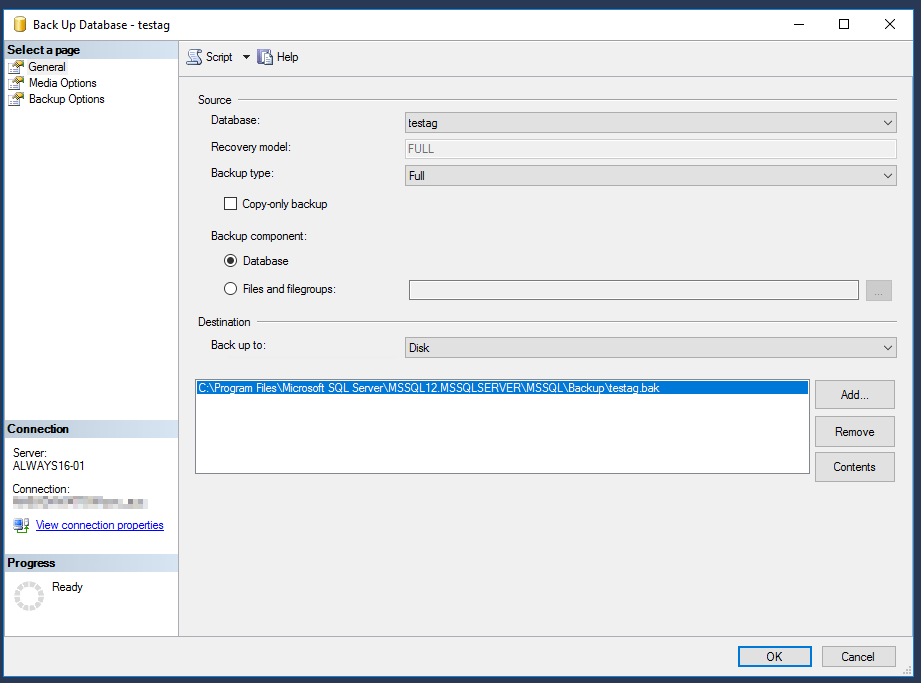 Back Up Database - testag
Select a page
General
Media Options
Backup Options
Script
Help
Source
Database:
testag
Recovery model:
FULL
Backup type:
Full
Copy-only backup
Backup component:
Database
Files and filegroups:
...
Destination
Back up to:
Disk
C:\Program Files\Microsoft SQL Server\MSSQL12.MSSQLSERVER\MSSQL\Backup\testag.bak
Add...
Remove
Contents
Connection
Server:
ALWAYS16-01
Connection:
View connection properties
Progress
Ready
OK
Cancel